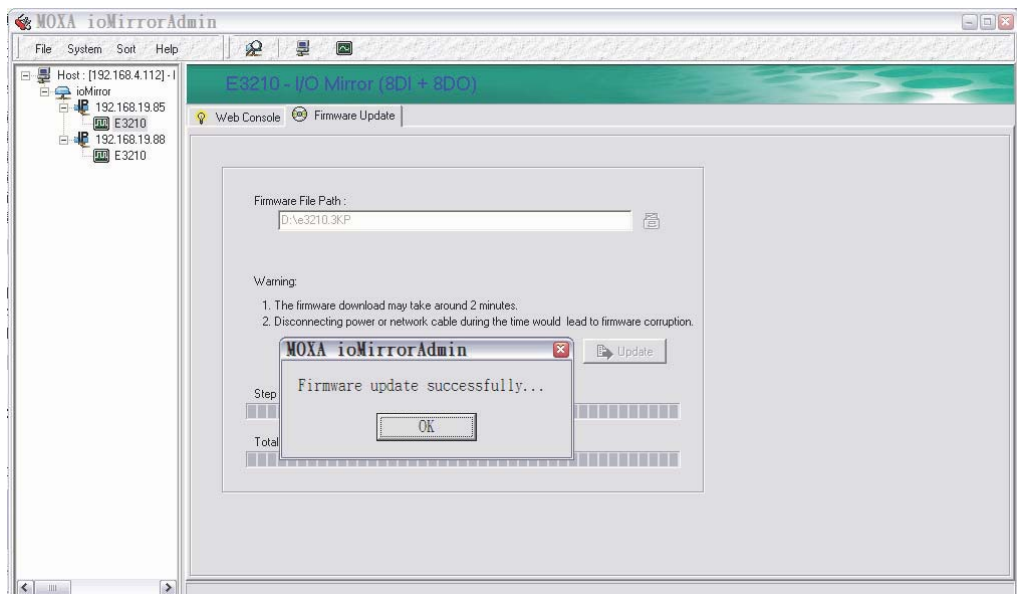 MOXA ioMirrorAdmin
File System Sort Help
Host : [192.168.4.112] - I
ioMirror
192.168.19.85
E3210
192.168.19.88
E3210
E3210 - I/O Mirror (8DI + 8DO)
Web Console Firmware Update
Firmware File Path :
D:\e3210.3KP
Warning:
1. The firmware download may take around 2 minutes.
2. Disconnecting power or network cable during the time would lead to firmware corruption.
MOXA ioMirrorAdmin
Update
Firmware update successfully...
Step
OK
Total